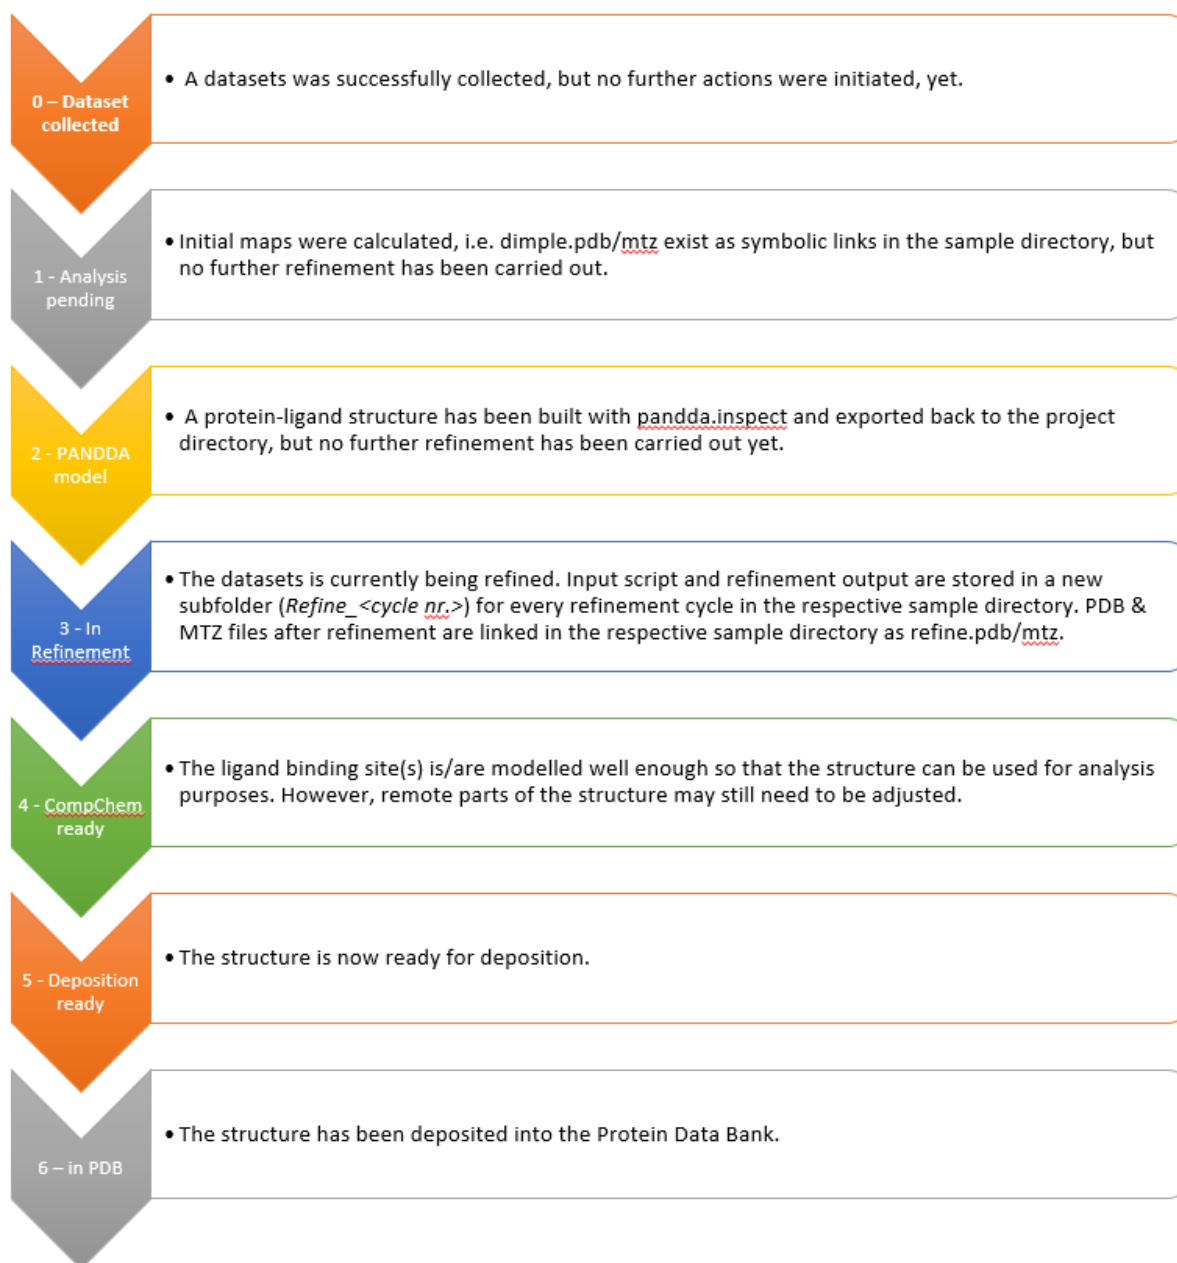 0 – Dataset
collected
• A datasets was successfully collected, but no further actions were initiated, yet.
1 - Analysis
pending
• Initial maps were calculated, i.e. dimple.pdb/mtz exist as symbolic links in the sample directory, but
no further refinement has been carried out.
2 - PANDDA
model
• A protein-ligand structure has been built with pandda.inspect and exported back to the project
directory, but no further refinement has been carried out yet.
3 - In
Refinement
• The datasets is currently being refined. Input script and refinement output are stored in a new
subfolder (Refine_<cycle nr.>) for every refinement cycle in the respective sample directory. PDB &
MTZ files after refinement are linked in the respective sample directory as refine.pdb/mtz.
4 - CompChem
ready
• The ligand binding site(s) is/are modelled well enough so that the structure can be used for analysis
purposes. However, remote parts of the structure may still need to be adjusted.
5 - Deposition
ready
• The structure is now ready for deposition.
6 – in PDB
• The structure has been deposited into the Protein Data Bank.